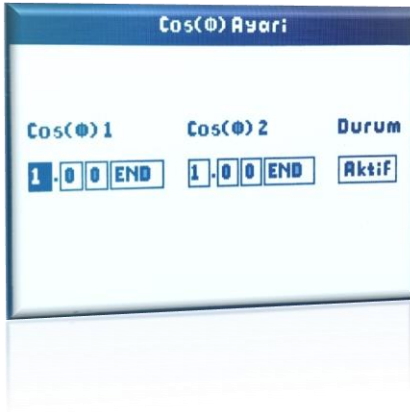 Cos(Φ) Ayari
Cos(Φ) 1 Cos(Φ) 2 Durum
1.00 END 1.00 END Aktif